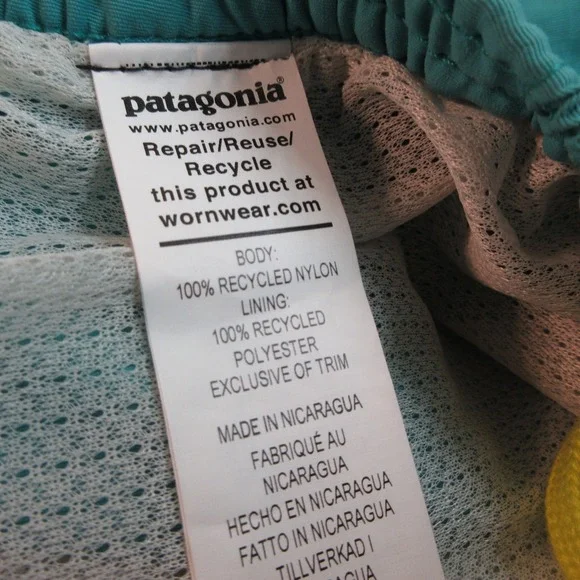 patagonia®
www.patagonia.com
Repair/Reuse/
Recycle
this product at
wornwear.com
BODY:
100% RECYCLED NYLON
LINING:
100% RECYCLED
POLYESTER
EXCLUSIVE OF TRIM
MADE IN NICARAGUA
FABRIQUÉ AU
NICARAGUA
HECHO EN NICARAGUA
FATTO IN NICARAGUA
TILLVERKAD I